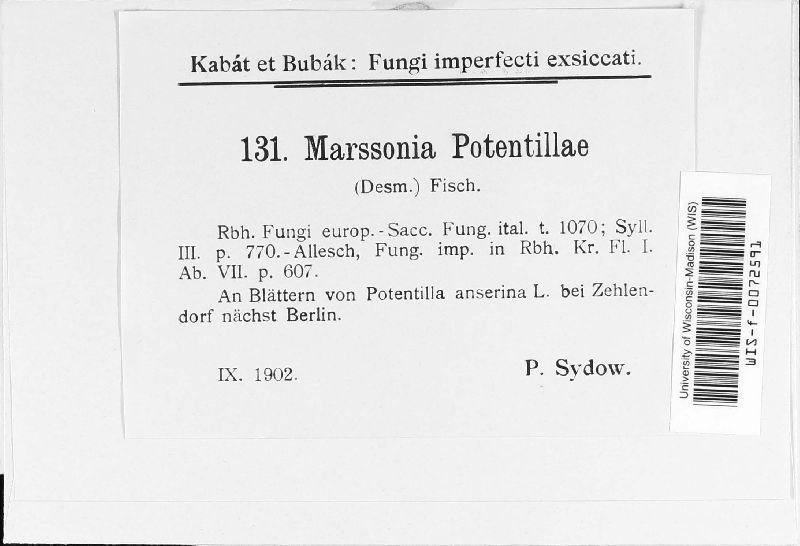 Kabát et Bubák: Fungi imperfecti exsiccati.
131. Marssonia Potentillae
(Desm.) Fisch.
Rbh. Fungi europ.-Sacc. Fung. ital. t. 1070; Syll.
III. p. 770.-Allesch, Fung. imp. in Rbh. Kr. Fl. I.
Ab. VII. p. 607.
An Blättern von Potentilla anserina L. bei Zehlen-
dorf nächst Berlin.
IX. 1902.
P. Sydow.
University of Wisconsin-Madison (WIS)
WIS-f-0072591